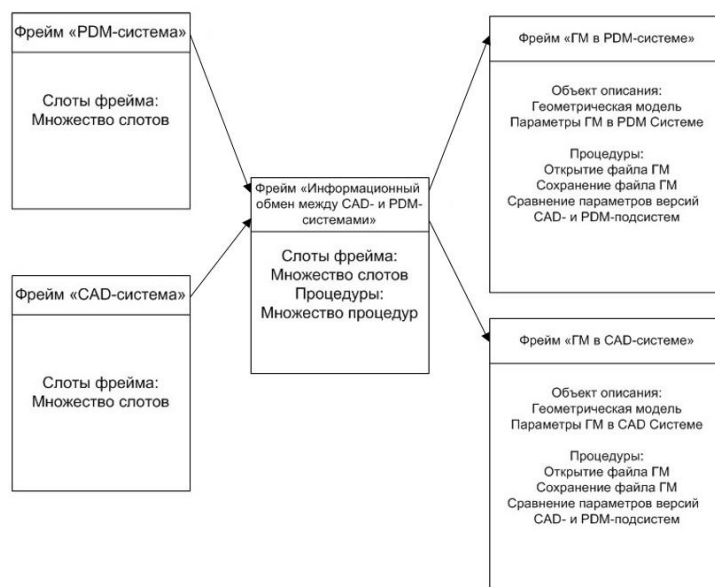 Фрейм «PDM-система»
Слоты фрейма:
Множество слотов
Фрейм «CAD-система»
Слоты фрейма:
Множество слотов
Фрейм «Информационный
обмен между CAD- и PDM-
системами»
Слоты фрейма:
Множество слотов
Процедуры:
Множество процедур
Фрейм «ГМ в PDM-системе»
Объект описания:
Геометрическая модель
Параметры ГМ в PDM Системе
Процедуры:
Открытие файла ГМ
Сохранение файла ГМ
Сравнение параметров версий
CAD- и PDM-подсистем
Фрейм «ГМ в CAD-системе»
Объект описания:
Геометрическая модель
Параметры ГМ в CAD Системе
Процедуры:
Открытие файла ГМ
Сохранение файла ГМ
Сравнение параметров версий
CAD- и PDM-подсистем